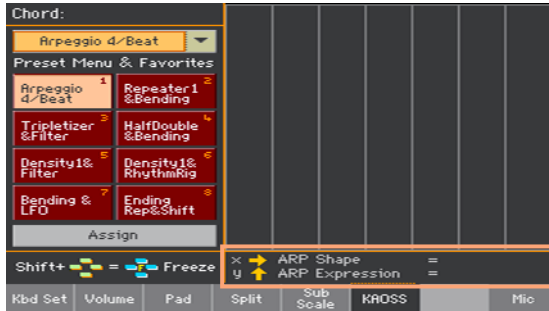 Chord:
Arpeggio 4/Beat
Preset Menu & Favorites
Arpeggio 4/Beat 1
Repeater1 &Bending 2
Tripletizer &Filter 3
HalfDouble &Bending 4
Density1& Filter 5
Density1& RhythmRig 6
Bending & LFO 7
Ending Rep&Shift 8
Assign
Shift+ = F Freeze
x ARP Shape =
y ARP Expression =
Kbd Set Volume Pad Split Sub Scale KAOSS Mic